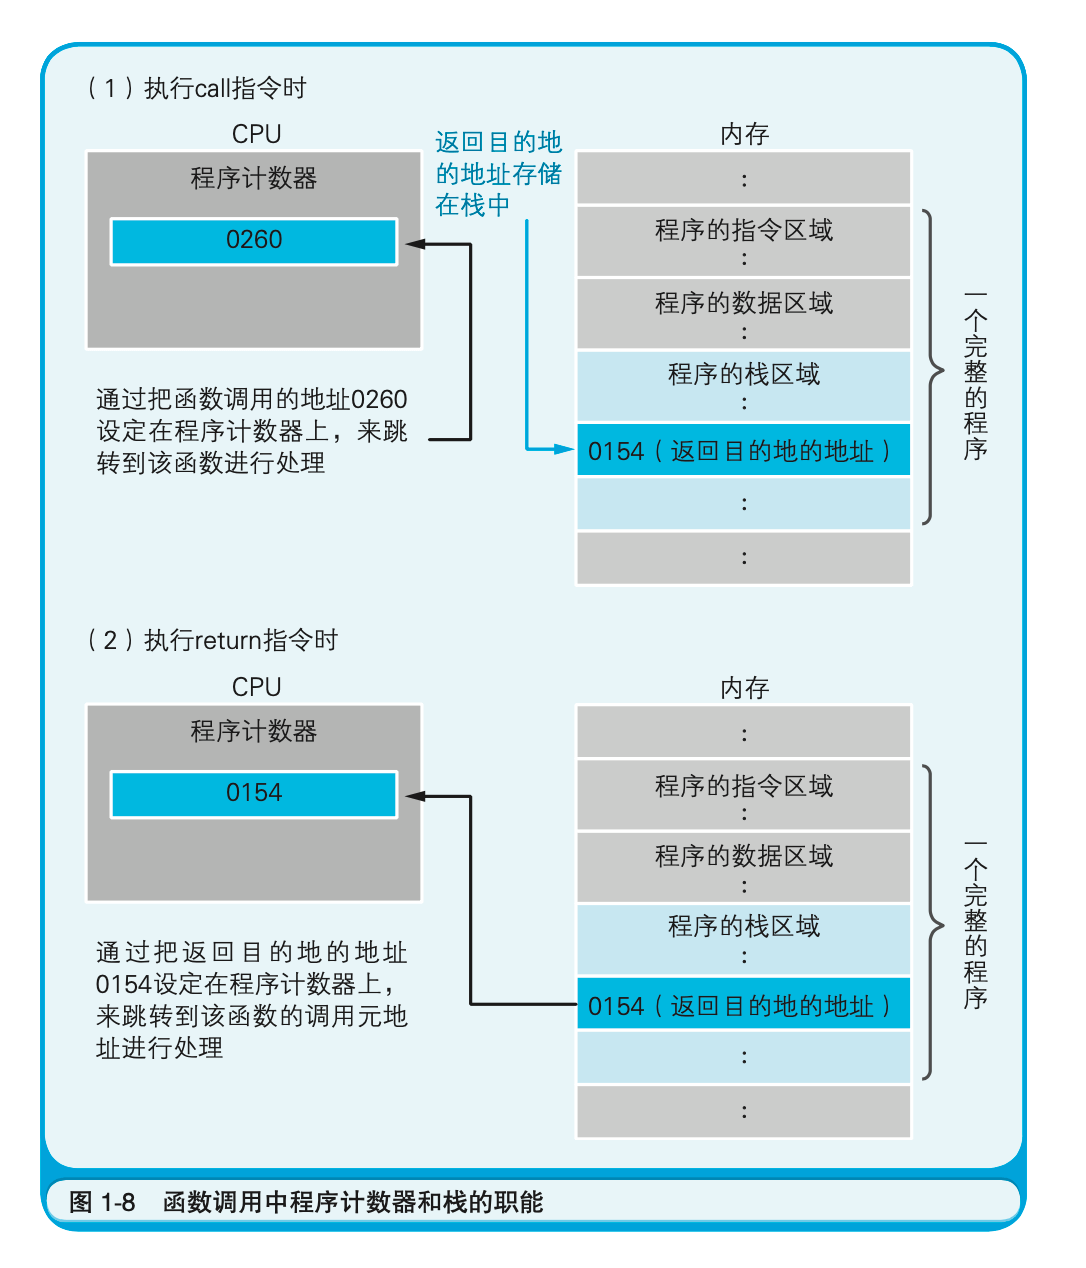 （1）执行call指令时
CPU
程序计数器
0260
通过把函数调用的地址0260
设定在程序计数器上，来跳
转到该函数进行处理
返回目的地
的地址存储
在栈中
内存
:
程序的指令区域
:
程序的数据区域
:
程序的栈区域
:
0154（返回目的地的地址）
:
:
一个完整的程序
（2）执行return指令时
CPU
程序计数器
0154
通过把返回目的地的地址
0154设定在程序计数器上，
来跳转到该函数的调用元地
址进行处理
内存
:
程序的指令区域
:
程序的数据区域
:
程序的栈区域
:
0154（返回目的地的地址）
:
:
一个完整的程序
图 1-8 函数调用中程序计数器和栈的职能